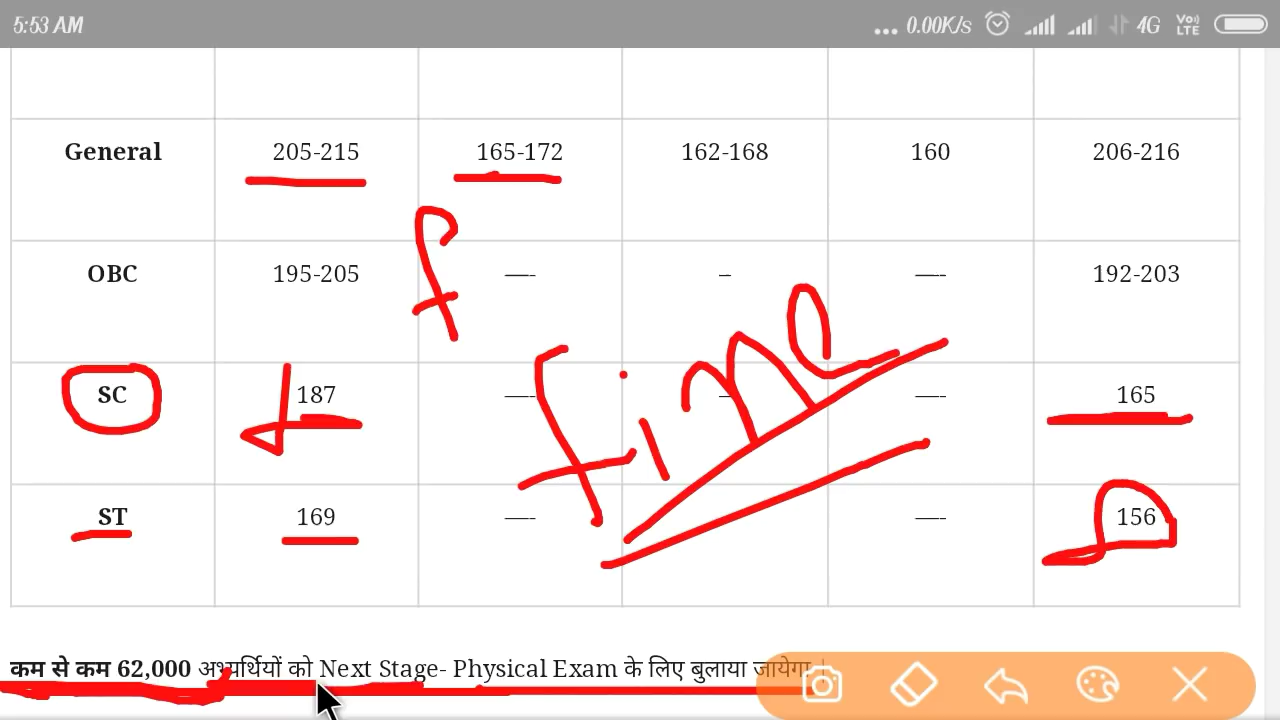 5:53 AM ... 0.00K/s 4G Vo) LTE
General 205-215 165-172 162-168 160 206-216
OBC 195-205 —- – —- 192-203
SC 187 —- – —- 165
ST 169 —- —- 156
f
fine
कम से कम 62,000 अभ्यर्थियों को Next Stage- Physical Exam के लिए बुलाया जायेगा |